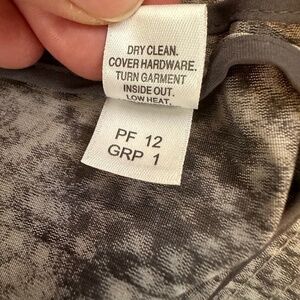 DRY CLEAN.
COVER HARDWARE.
TURN GARMENT
INSIDE OUT.
LOW HEAT.
PF 12
GRP 1